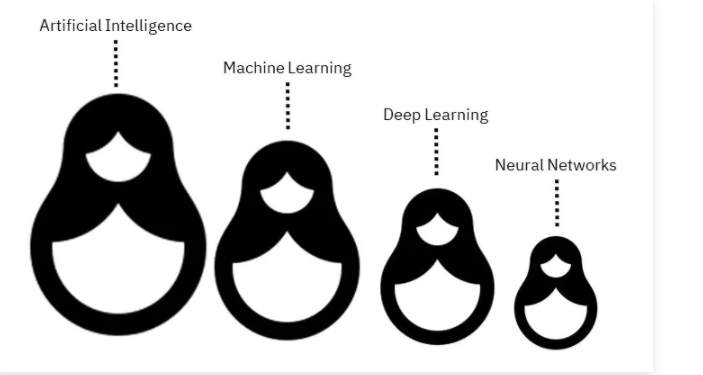 Artificial Intelligence
Machine Learning
Deep Learning
Neural Networks